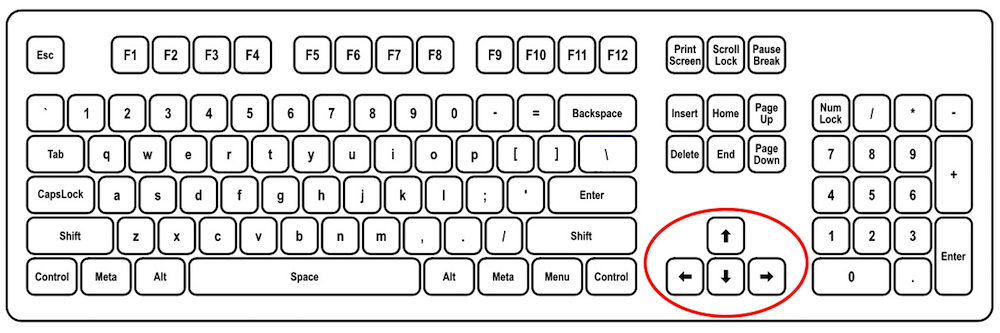 Esc F1 F2 F3 F4 F5 F6 F7 F8 F9 F10 F11 F12 Print Screen Scroll Lock Pause Break
` 1 2 3 4 5 6 7 8 9 0 - = Backspace Insert Home Page Up Num Lock / * -
Tab q w e r t y u i o p [ ] \ Delete End Page Down 7 8 9 +
CapsLock a s d f g h j k l ; ' Enter 4 5 6
Shift z x c v b n m , . / Shift ↑ 1 2 3 Enter
Control Meta Alt Space Alt Meta Menu Control ← ↓ → 0 .